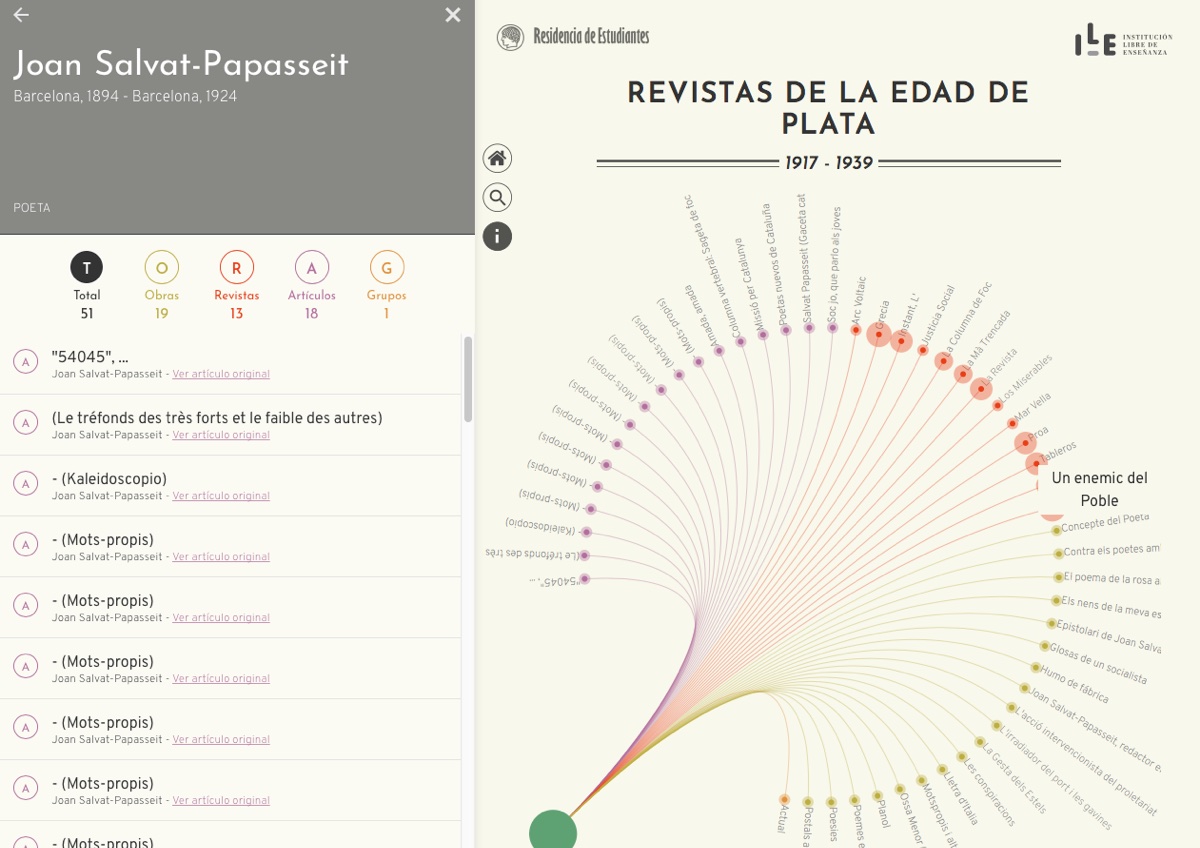 Joan Salvat-Papasseit
Barcelona, 1894 - Barcelona, 1924
POETA
T
Total
51
O
Obras
19
R
Revistas
13
A
Artículos
18
G
Grupos
1
A
"54045", ...
Joan Salvat-Papasseit - Ver artículo original
A
(Le tréfonds des très forts et le faible des autres)
Joan Salvat-Papasseit - Ver artículo original
A
- (Kaleidoscopio)
Joan Salvat-Papasseit - Ver artículo original
A
- (Mots-propis)
Joan Salvat-Papasseit - Ver artículo original
A
- (Mots-propis)
Joan Salvat-Papasseit - Ver artículo original
A
- (Mots-propis)
Joan Salvat-Papasseit - Ver artículo original
A
- (Mots-propis)
Joan Salvat-Papasseit - Ver artículo original
A
- (Mots-propis)
Joan Salvat-Papasseit - Ver artículo original
- (Mots-propis)
Residencia de Estudiantes
ILE
INSTITUCIÓN
LIBRE DE
ENSEÑANZA
REVISTAS DE LA EDAD DE
PLATA
1917 - 1939
"54045", ...
(Le tréfonds des très
- (Kaleidoscopio)
- (Mots-propis)
- (Mots-propis)
- (Mots-propis)
- (Mots-propis)
- (Mots-propis)
- (Mots-propis)
- (Mots-propis)
- (Mots-propis)
Amada, amada
Columna vertebral: Sageta de foc
Missió per Catalunya
Poetas nuevos de Cataluña
Salvat Papasseit (Gaceta cat
Soc jo, que parlo als joves
Arc Voltaic
Grecia
Instant, L'
Justicia Social
La Columna de Foc
La Mà Trencada
La Revista
Los Miserables
Mar Vella
Proa
Tableros
Un enemic del
Poble
Concepte del Poeta
Contra els poetes am
El poema de la rosa a
Els nens de la meva es
Epistolari de Joan Salva
Glosas de un socialista
Humo de fábrica
Joan Salvat-Papasseit, redactor e
L'acció intervencionista del proletariat
L'irradiador del port i les gavines
La Gesta dels Estels
Les conspiracions
Lletra d'Itàlia
Motspropis i alt
Ossa Menor
Planol
Poemes e
Poesies
Postals a
Actual